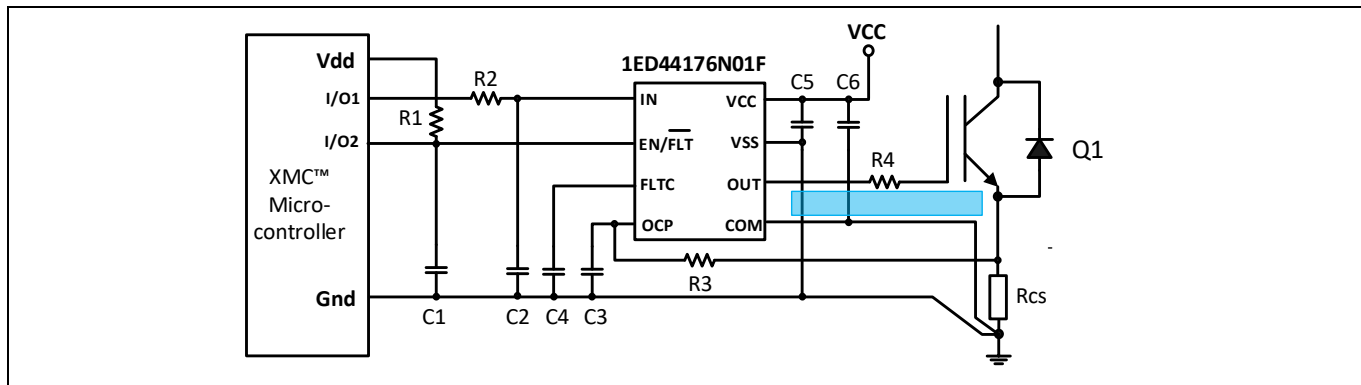 VCC
1ED44176N01F
Vdd
I/O1
I/O2
XMC™
Micro-
controller
Gnd
R1
R2
C1
C2
C4
C3
IN
EN/FLT
FLTC
OCP
VCC
VSS
OUT
COM
C5
C6
R4
R3
Q1
Rcs
-